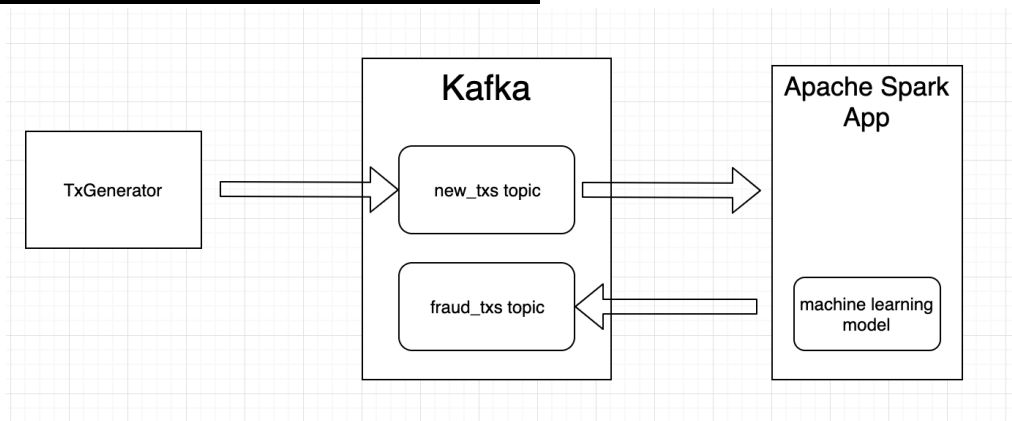 Kafka
Apache Spark
App
TxGenerator
new_txs topic
fraud_txs topic
machine learning
model